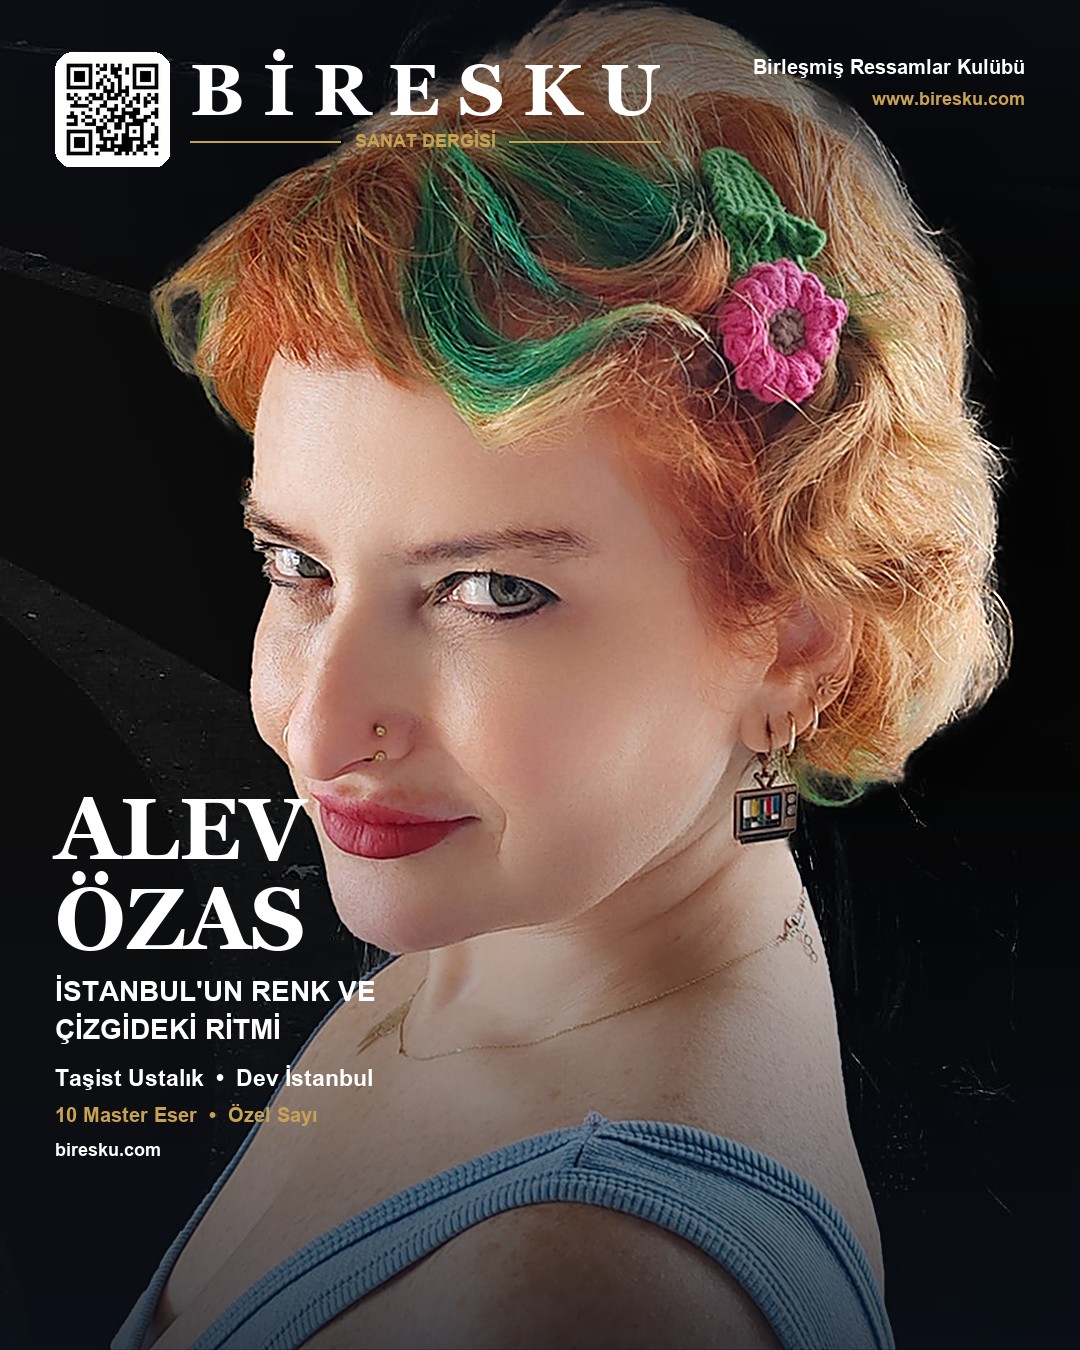 BİRESKU
SANAT DERGİSİ
Birleşmiş Ressamlar Kulübü
www.biresku.com
ALEV
ÖZAS
İSTANBUL'UN RENK VE
ÇİZGİDEKİ RİTMİ
Taşist Ustalık • Dev İstanbul
10 Master Eser • Özel Sayı
biresku.com